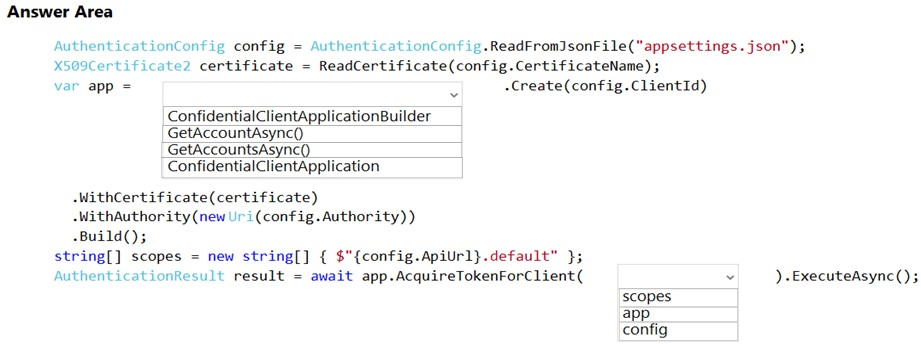 Answer Area
AuthenticationConfig config = AuthenticationConfig.ReadFromJsonFile("appsettings.json");
X509Certificate2 certificate = ReadCertificate(config.CertificateName);
var app = .Create(config.ClientId)
ConfidentialClientApplicationBuilder
GetAccountAsync()
GetAccountsAsync()
ConfidentialClientApplication
.WithCertificate(certificate)
.WithAuthority(new Uri(config.Authority))
.Build();
string[] scopes = new string[] { $"{config.ApiUrl}.default" };
AuthenticationResult result = await app.AcquireTokenForClient( ).ExecuteAsync();
scopes
app
config